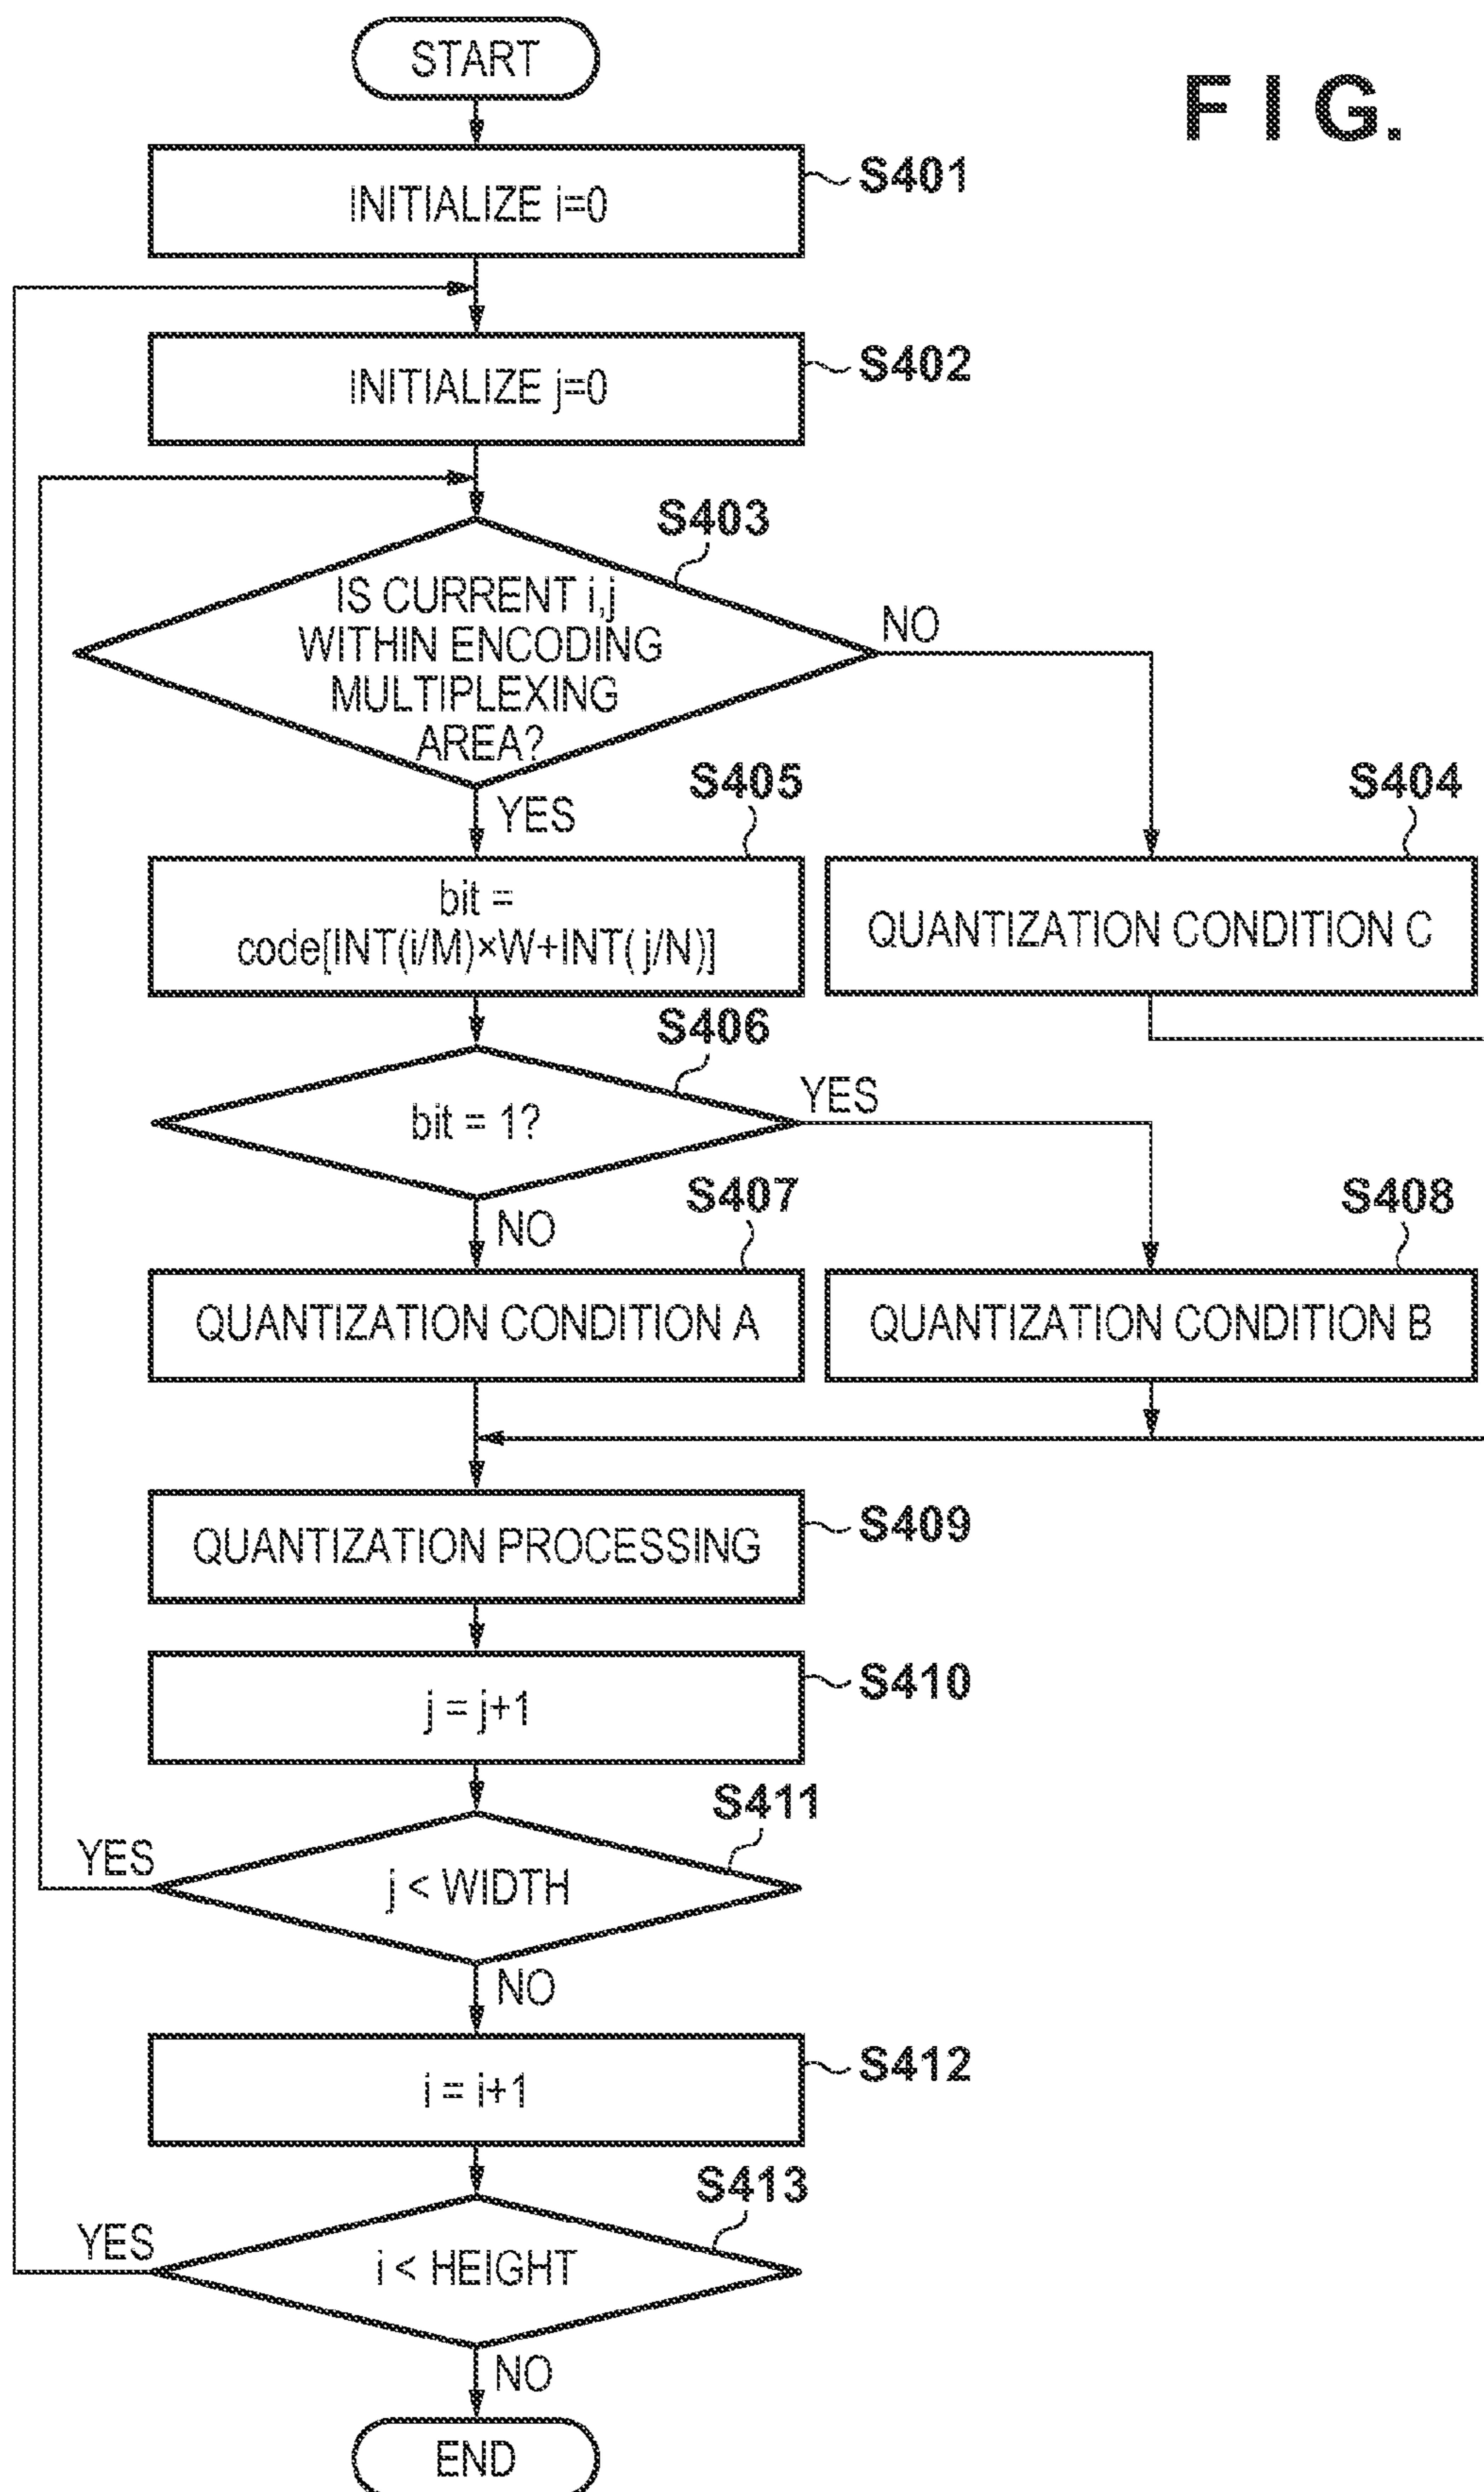 START
F I G.
INITIALIZE i=0
S401
INITIALIZE j=0
S402
S403
IS CURRENT i,j
WITHIN ENCODING
MULTIPLEXING
AREA?
NO
YES
S405
S404
bit =
code[INT(i/M)×W+INT( j/N)]
QUANTIZATION CONDITION C
S406
bit = 1?
YES
NO
S407
S408
QUANTIZATION CONDITION A
QUANTIZATION CONDITION B
QUANTIZATION PROCESSING
S409
j = j+1
S410
S411
YES
j < WIDTH
NO
i = i+1
S412
S413
YES
i < HEIGHT
NO
END